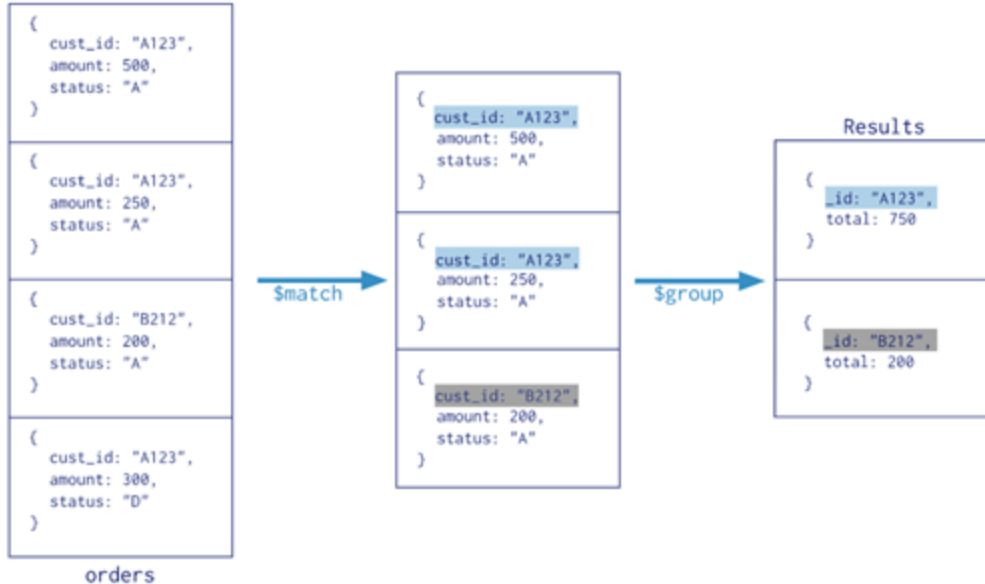 {
cust_id: "A123",
amount: 500,
status: "A"
}
{
cust_id: "A123",
amount: 250,
status: "A"
}
{
cust_id: "B212",
amount: 200,
status: "A"
}
{
cust_id: "A123",
amount: 300,
status: "D"
}
orders
$match
{
cust_id: "A123",
amount: 500,
status: "A"
}
{
cust_id: "A123",
amount: 250,
status: "A"
}
{
cust_id: "B212",
amount: 200,
status: "A"
}
$group
Results
{
_id: "A123",
total: 750
}
{
_id: "B212",
total: 200
}